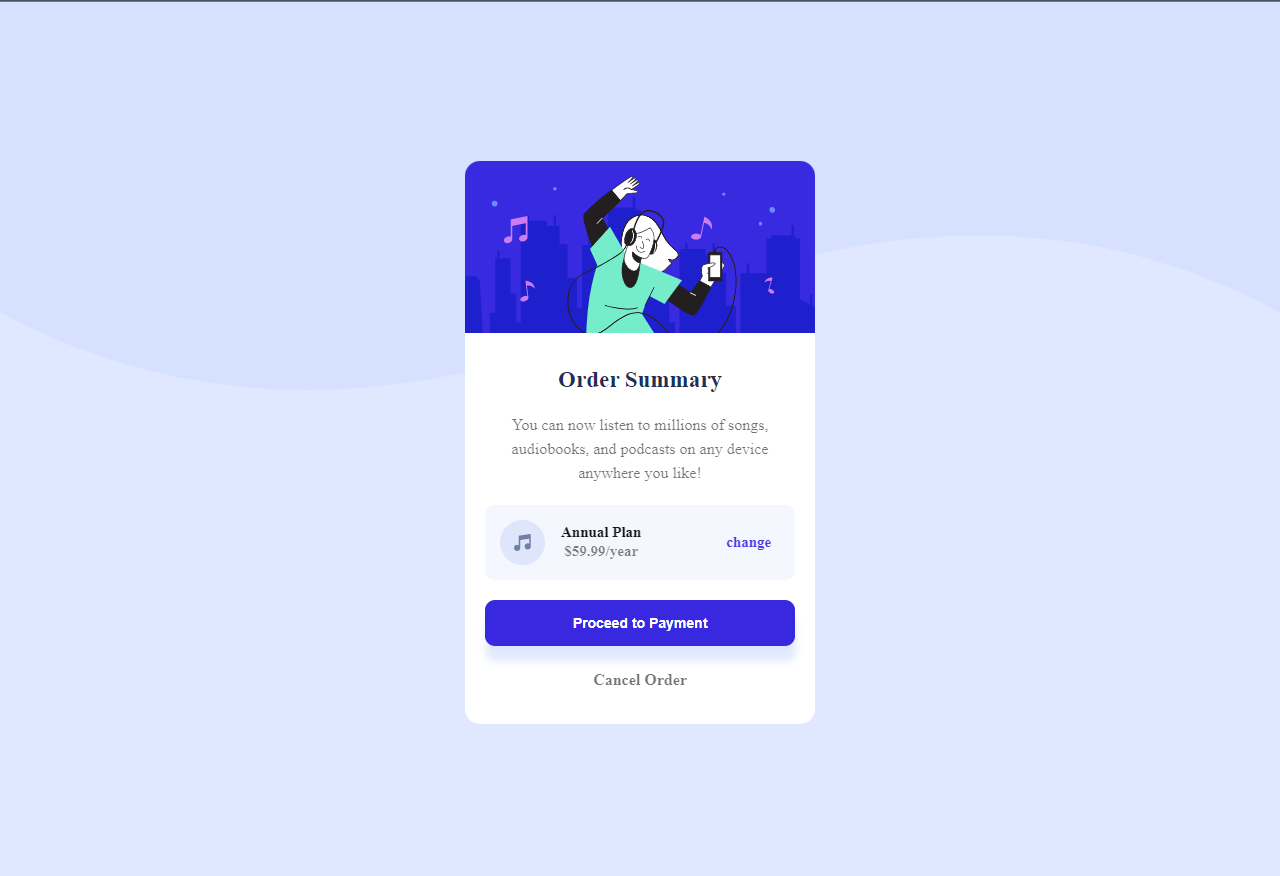 Order Summary
You can now listen to millions of songs,
audiobooks, and podcasts on any device
anywhere you like!
Annual Plan
$59.99/year
change
Proceed to Payment
Cancel Order